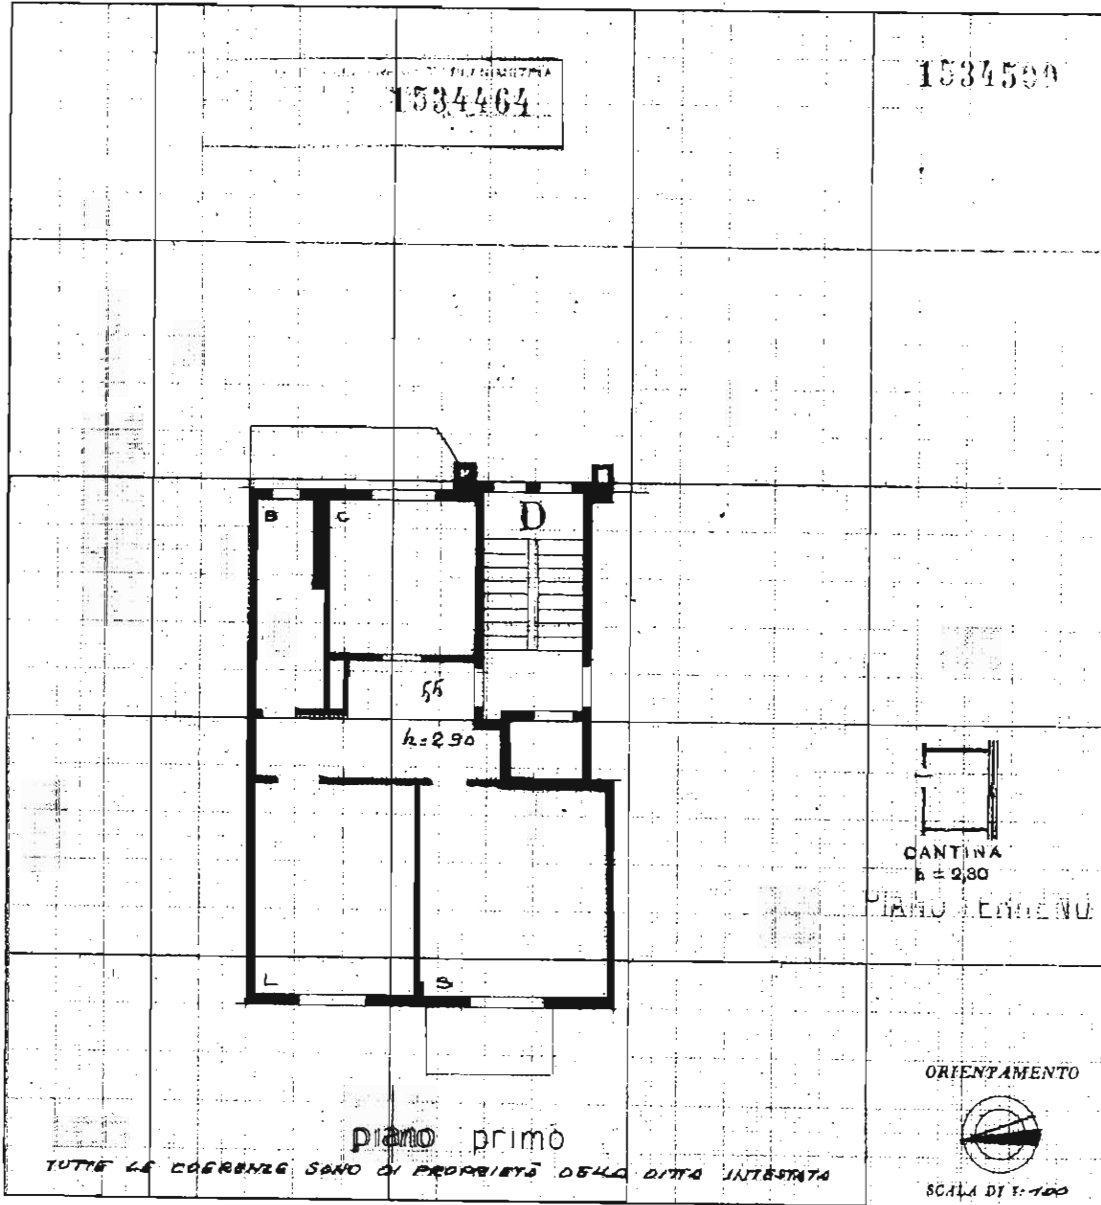 PLANIMETRIA
1534464
1534599
B
C
D
h=2.90
CANTINA
h=2,80
PIANO TERRENO
L
S
ORIENTAMENTO
piano primo
TUTTE LE COERENZE SONO DI PROPRIETÀ DELLA DITTA INTESTATA
SCALA DI 1:100